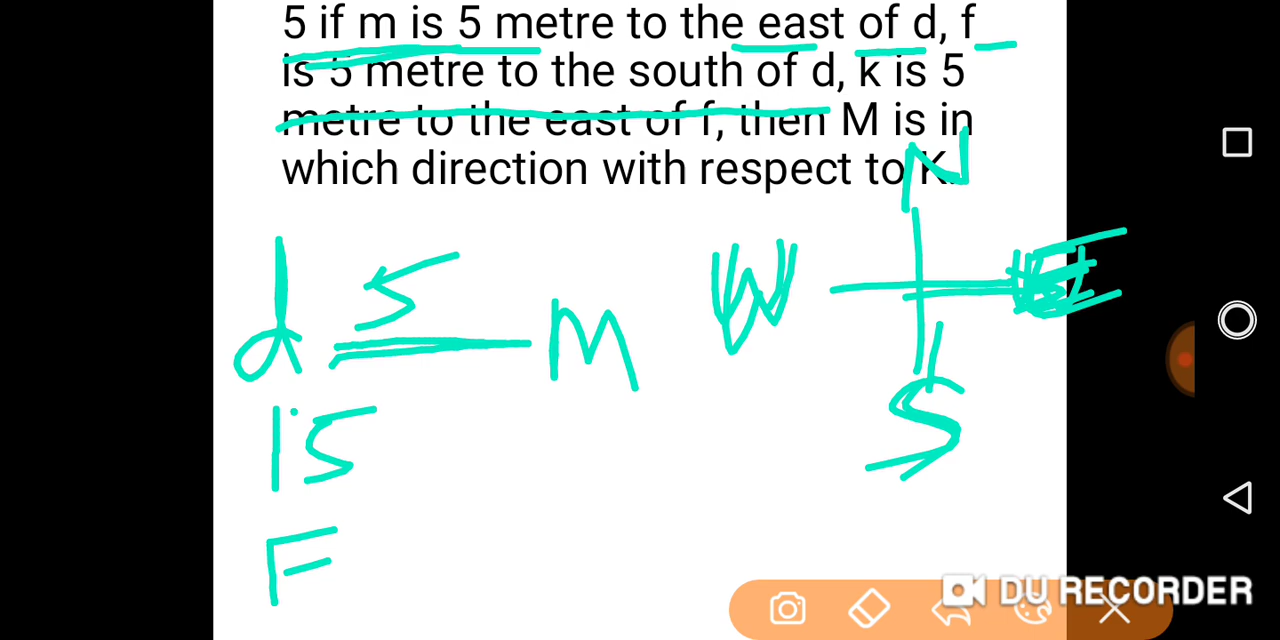 5 if m is 5 metre to the east of d, f
is 5 metre to the south of d, k is 5
metre to the east of f, then M is in
which direction with respect to K.
N
d 5 M W E
5 S
F
DU RECORDER